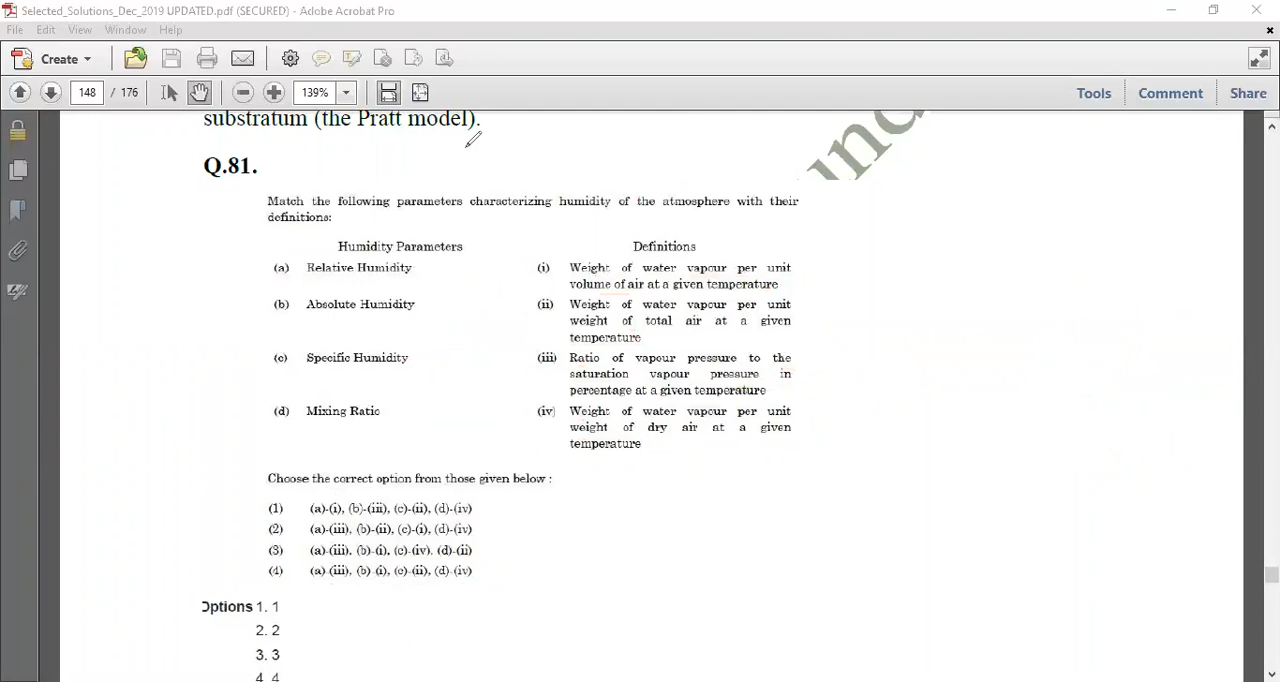 Selected_Solutions_Dec_2019 UPDATED.pdf (SECURED) - Adobe Acrobat Pro
File Edit View Window Help
Create
148 / 176 139% Tools Comment Share
substratum (the Pratt model).
Q.81.
Match the following parameters characterizing humidity of the atmosphere with their
definitions:
Humidity Parameters Definitions
(a) Relative Humidity (i) Weight of water vapour per unit
volume of air at a given temperature
(b) Absolute Humidity (ii) Weight of water vapour per unit
weight of total air at a given
temperature
(c) Specific Humidity (iii) Ratio of vapour pressure to the
saturation vapour pressure in
percentage at a given temperature
(d) Mixing Ratio (iv) Weight of water vapour per unit
weight of dry air at a given
temperature
Choose the correct option from those given below :
(1) (a)-(i), (b)-(iii), (c)-(ii), (d)-(iv)
(2) (a)-(iii), (b)-(ii), (c)-(i), (d)-(iv)
(3) (a)-(iii), (b)-(i), (c)-(iv). (d)-(ii)
(4) (a)-(iii), (b)-(i), (c)-(ii), (d)-(iv)
Options 1. 1
2. 2
3. 3
4. 4